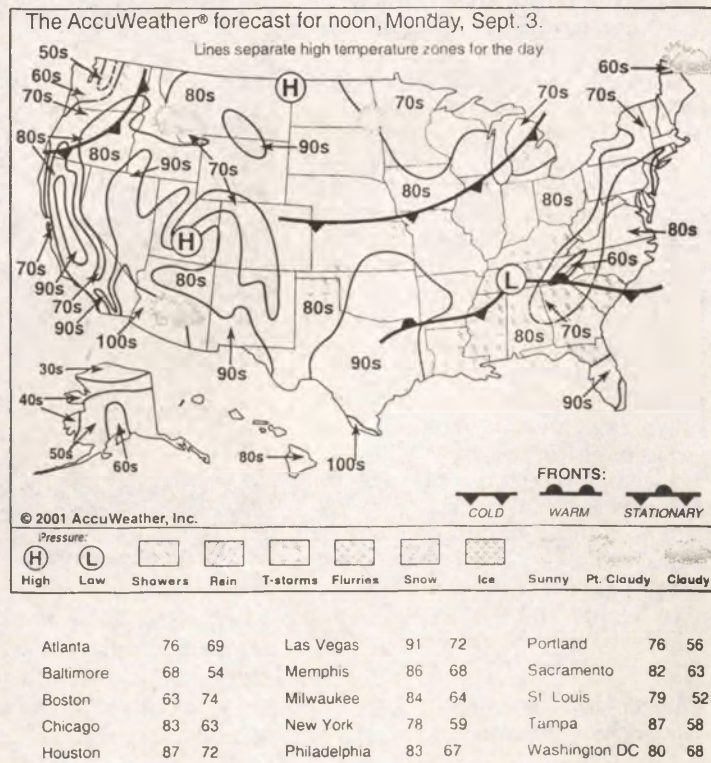 The AccuWeather® forecast for noon, Monday, Sept. 3.
Lines separate high temperature zones for the day
50s
60s
70s
80s
H
80s
70s
70s
60s
70s
80s
90s
90s
70s
80s
80s
80s
H
60s
L
70s
90s
70s
90s
80s
80s
80s
70s
100s
90s
90s
90s
30s
40s
50s
60s
80s
100s
FRONTS:
COLD WARM STATIONARY
© 2001 AccuWeather, Inc.
Pressure:
H L
High Low Showers Rain T-storms Flurries Snow Ice Sunny Pt. Cloudy Cloudy
Atlanta 76 69 Las Vegas 91 72 Portland 76 56
Baltimore 68 54 Memphis 86 68 Sacramento 82 63
Boston 63 74 Milwaukee 84 64 St Louis 79 52
Chicago 83 63 New York 78 59 Tampa 87 58
Houston 87 72 Philadelphia 83 67 Washington DC 80 68